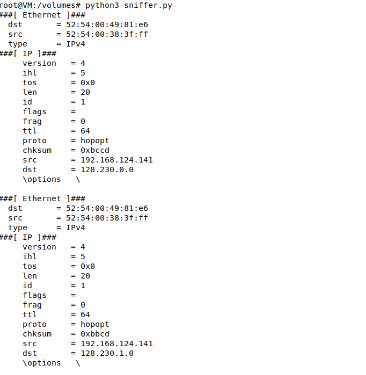 root@VM:/volumes# python3 sniffer.py
###[ Ethernet ]###
dst = 52:54:00:49:81:e6
src = 52:54:00:38:3f:ff
type = IPv4
###[ IP ]###
version = 4
ihl = 5
tos = 0x0
len = 20
id = 1
flags =
frag = 0
ttl = 64
proto = hopopt
chksum = 0xbccd
src = 192.168.124.141
dst = 128.230.0.0
\options \
###[ Ethernet ]###
dst = 52:54:00:49:81:e6
src = 52:54:00:38:3f:ff
type = IPv4
###[ IP ]###
version = 4
ihl = 5
tos = 0x0
len = 20
id = 1
flags =
frag = 0
ttl = 64
proto = hopopt
chksum = 0xbbcd
src = 192.168.124.141
dst = 128.230.1.0
\options \